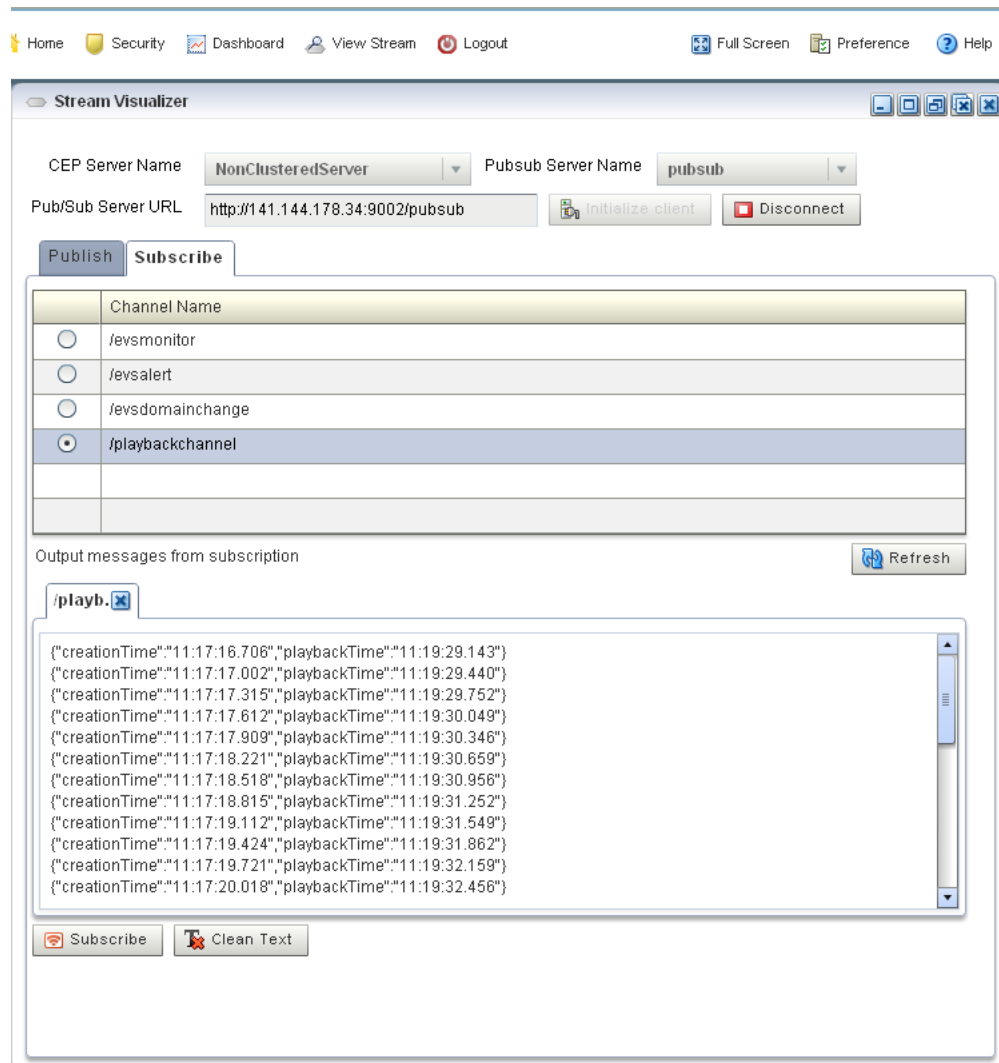 Home Security Dashboard View Stream Logout Full Screen Preference Help
Stream Visualizer
CEP Server Name NonClusteredServer Pubsub Server Name pubsub
Pub/Sub Server URL http://141.144.178.34:9002/pubsub Initialize client Disconnect
Publish Subscribe
Channel Name
/evsmonitor
/evsalert
/evsdomainchange
/playbackchannel
Output messages from subscription Refresh
/playb.
{"creationTime":"11:17:16.706","playbackTime":"11:19:29.143"}
{"creationTime":"11:17:17.002","playbackTime":"11:19:29.440"}
{"creationTime":"11:17:17.315","playbackTime":"11:19:29.752"}
{"creationTime":"11:17:17.612","playbackTime":"11:19:30.049"}
{"creationTime":"11:17:17.909","playbackTime":"11:19:30.346"}
{"creationTime":"11:17:18.221","playbackTime":"11:19:30.659"}
{"creationTime":"11:17:18.518","playbackTime":"11:19:30.956"}
{"creationTime":"11:17:18.815","playbackTime":"11:19:31.252"}
{"creationTime":"11:17:19.112","playbackTime":"11:19:31.549"}
{"creationTime":"11:17:19.424","playbackTime":"11:19:31.862"}
{"creationTime":"11:17:19.721","playbackTime":"11:19:32.159"}
{"creationTime":"11:17:20.018","playbackTime":"11:19:32.456"}
Subscribe Clean Text